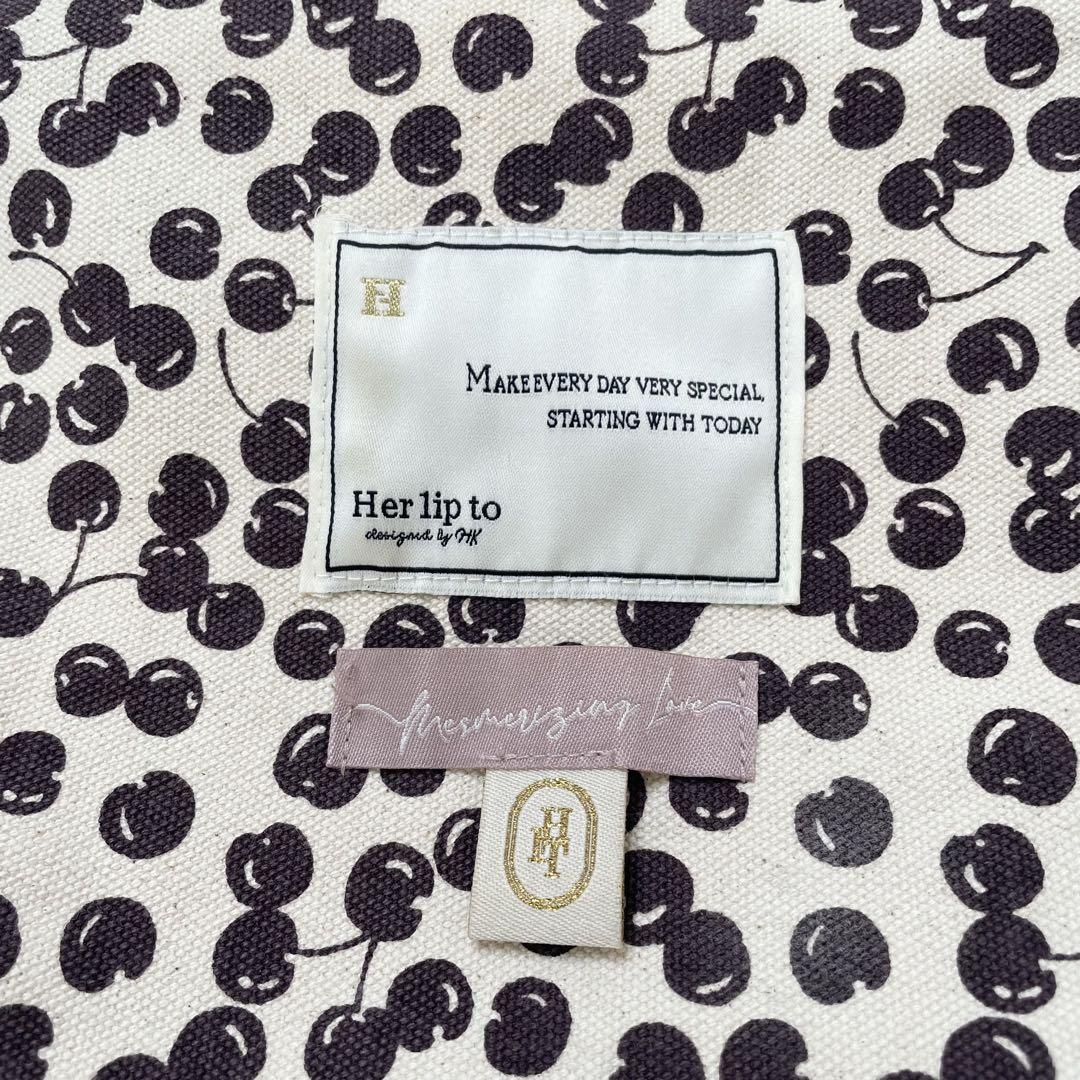 H
MAKE EVERY DAY VERY SPECIAL,
STARTING WITH TODAY
Her lip to
designed by HK
Mesmerizing Love
HLT